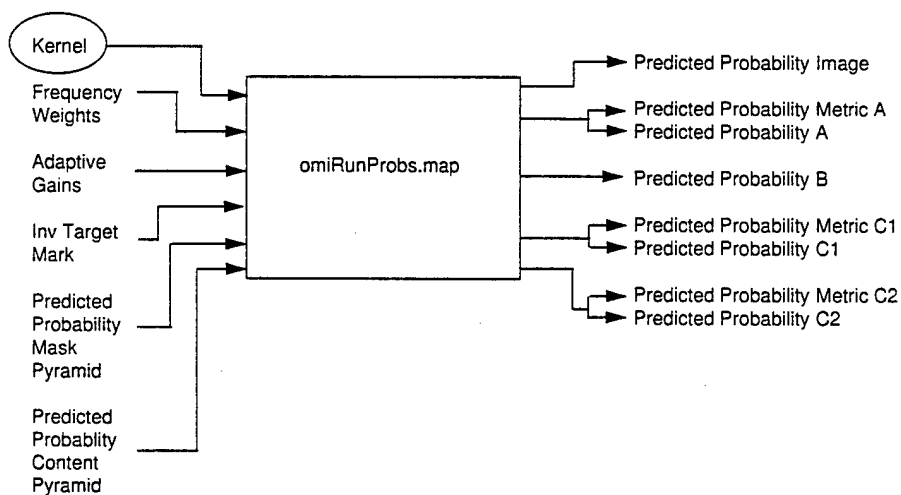 Kernel
Frequency
Weights
Adaptive
Gains
Inv Target
Mark
Predicted
Probability
Mask
Pyramid
Predicted
Probablity
Content
Pyramid
omiRunProbs.map
Predicted Probability Image
Predicted Probability Metric A
Predicted Probability A
Predicted Probability B
Predicted Probability Metric C1
Predicted Probability C1
Predicted Probability Metric C2
Predicted Probability C2